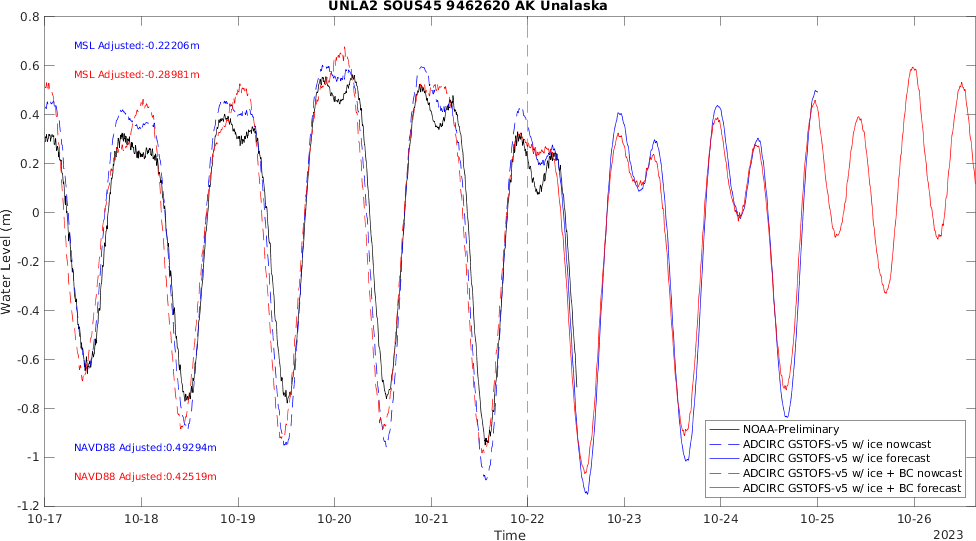 UNLA2 SOUS45 9462620 AK Unalaska
0.8
MSL Adjusted:-0.22206m
MSL Adjusted:-0.28981m
0.6
0.4
0.2
0
-0.2
-0.4
-0.6
-0.8
-1
-1.2
Water Level (m)
NAVD88 Adjusted:0.49294m
NAVD88 Adjusted:0.42519m
NOAA-Preliminary
ADCIRC GSTOFS-v5 w/ ice nowcast
ADCIRC GSTOFS-v5 w/ ice forecast
ADCIRC GSTOFS-v5 w/ ice + BC nowcast
ADCIRC GSTOFS-v5 w/ ice + BC forecast
10-17 10-18 10-19 10-20 10-21 10-22 10-23 10-24 10-25 10-26
Time
2023